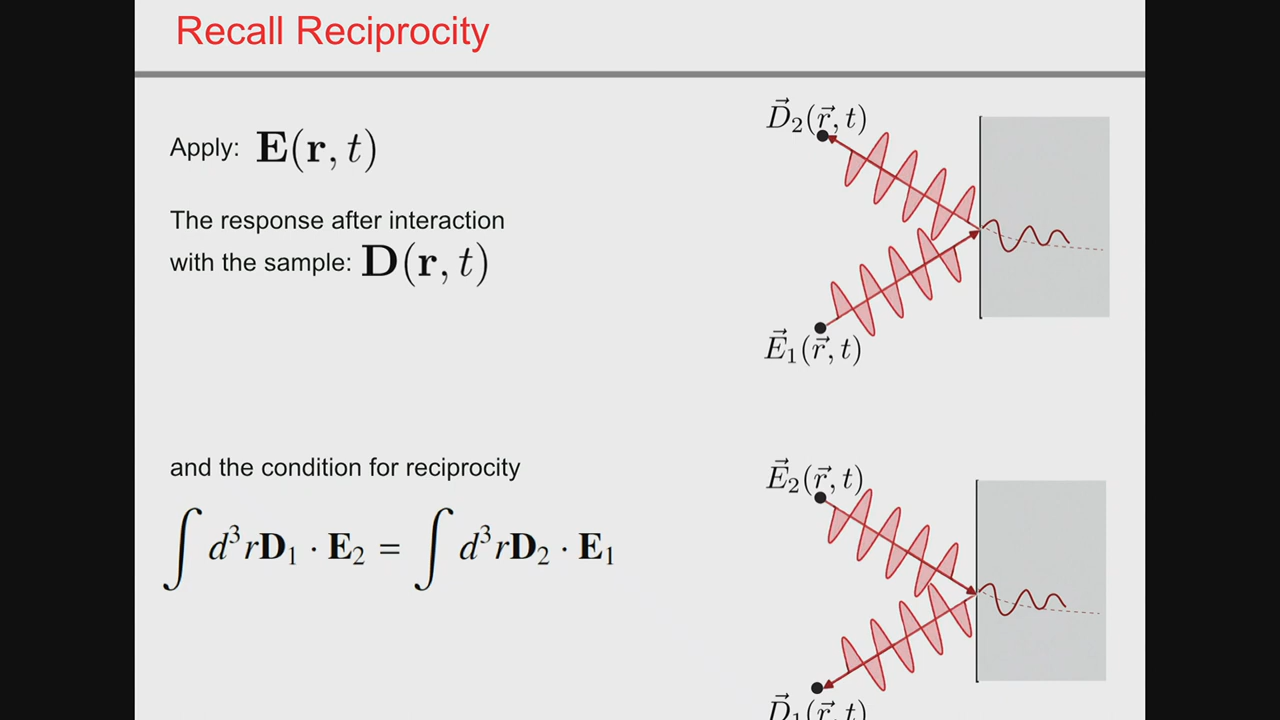 Recall Reciprocity
Apply: E(r, t)
The response after interaction
with the sample: D(r, t)
and the condition for reciprocity
∫ d³rD₁ · E₂ = ∫ d³rD₂ · E₁
D⃗₂(r⃗, t)
E⃗₁(r⃗, t)
E⃗₂(r⃗, t)
D⃗₁(r⃗, t)